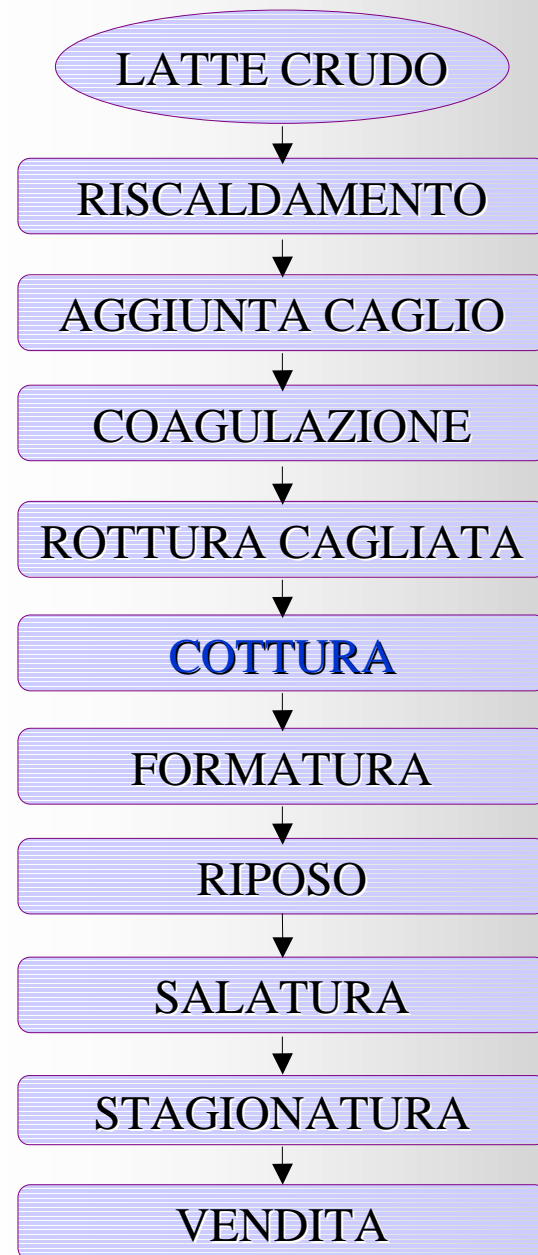 LATTE CRUDO
RISCALDAMENTO
AGGIUNTA CAGLIO
COAGULAZIONE
ROTTURA CAGLIATA
COTTURA
FORMATURA
RIPOSO
SALATURA
STAGIONATURA
VENDITA